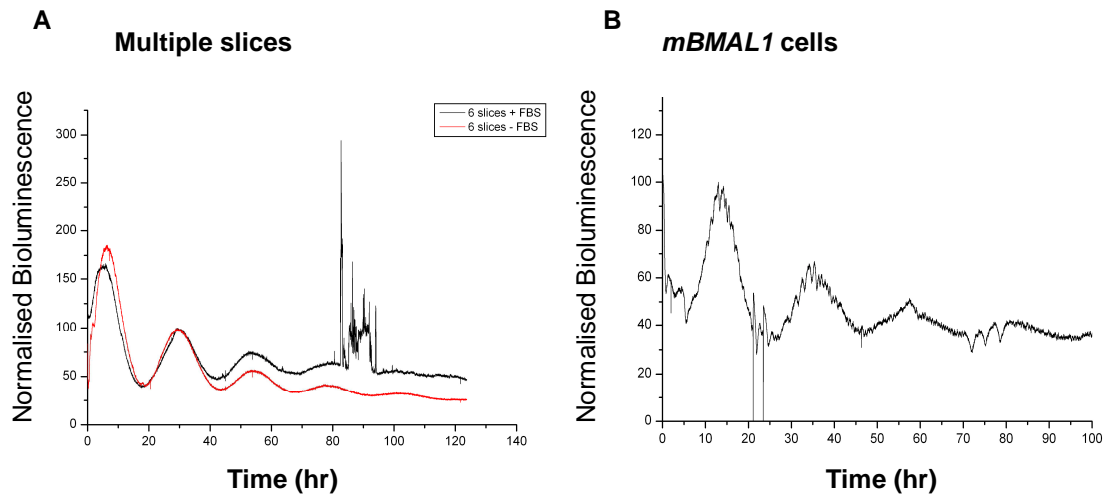 A
Multiple slices
Normalised Bioluminescence
300
250
200
150
100
50
0
0 20 40 60 80 100 120 140
Time (hr)
6 slices + FBS
6 slices - FBS
B
mBMAL1 cells
Normalised Bioluminescence
120
100
80
60
40
20
0
0 10 20 30 40 50 60 70 80 90 100
Time (hr)